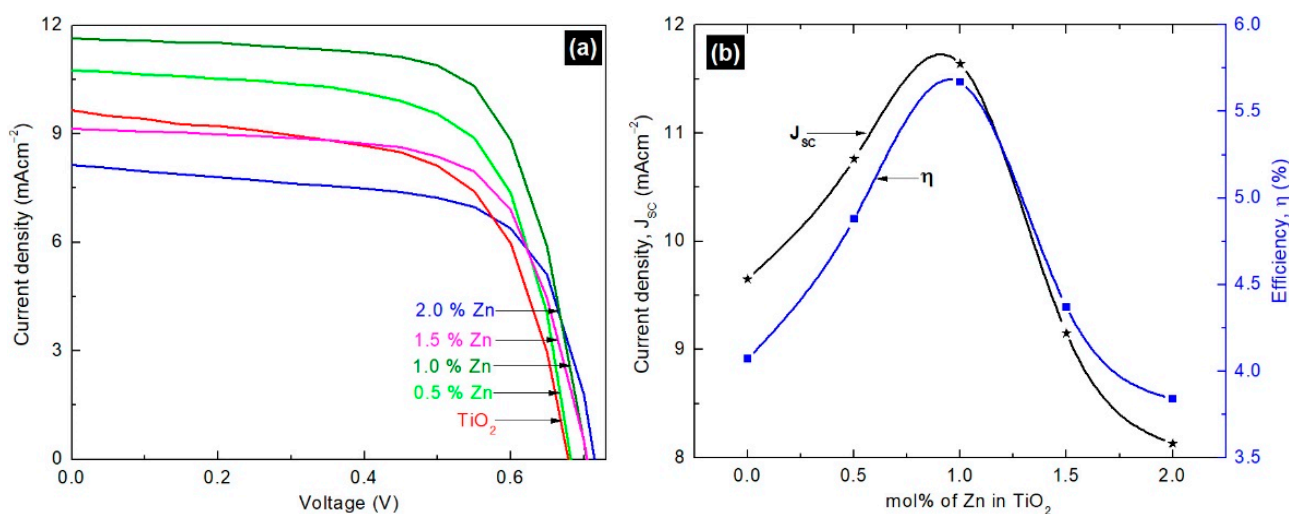 (a)
Current density (mAcm⁻²)
12
9
6
3
0
2.0 % Zn
1.5 % Zn
1.0 % Zn
0.5 % Zn
TiO₂
0.0 0.2 0.4 0.6
Voltage (V)
(b)
Current density, J_SC (mAcm⁻²)
12
11
10
9
8
J_SC
η
6.0
5.5
5.0
4.5
4.0
3.5
Efficiency, η (%)
0.0 0.5 1.0 1.5 2.0
mol% of Zn in TiO₂